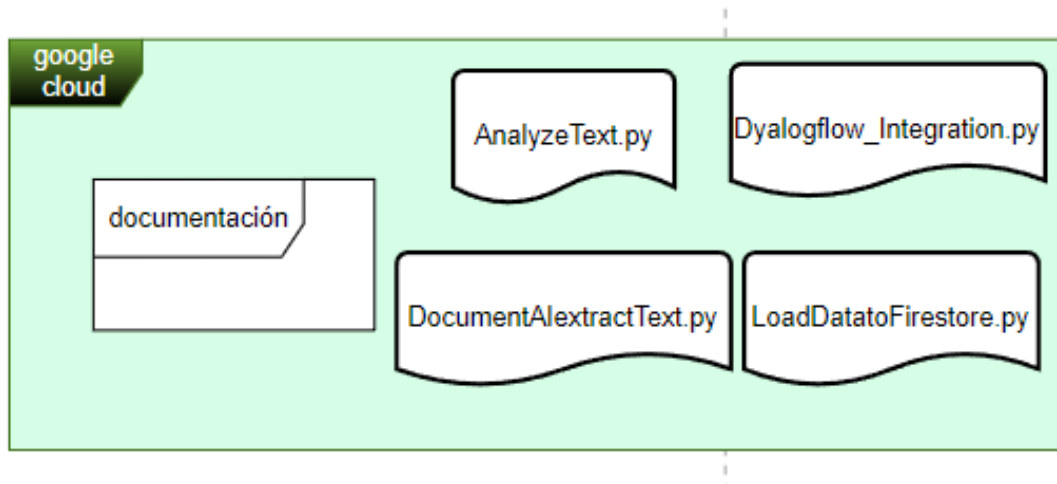 google
cloud
AnalyzeText.py
Dyalogflow_Integration.py
documentación
DocumentAIextractText.py
LoadDatatoFirestore.py